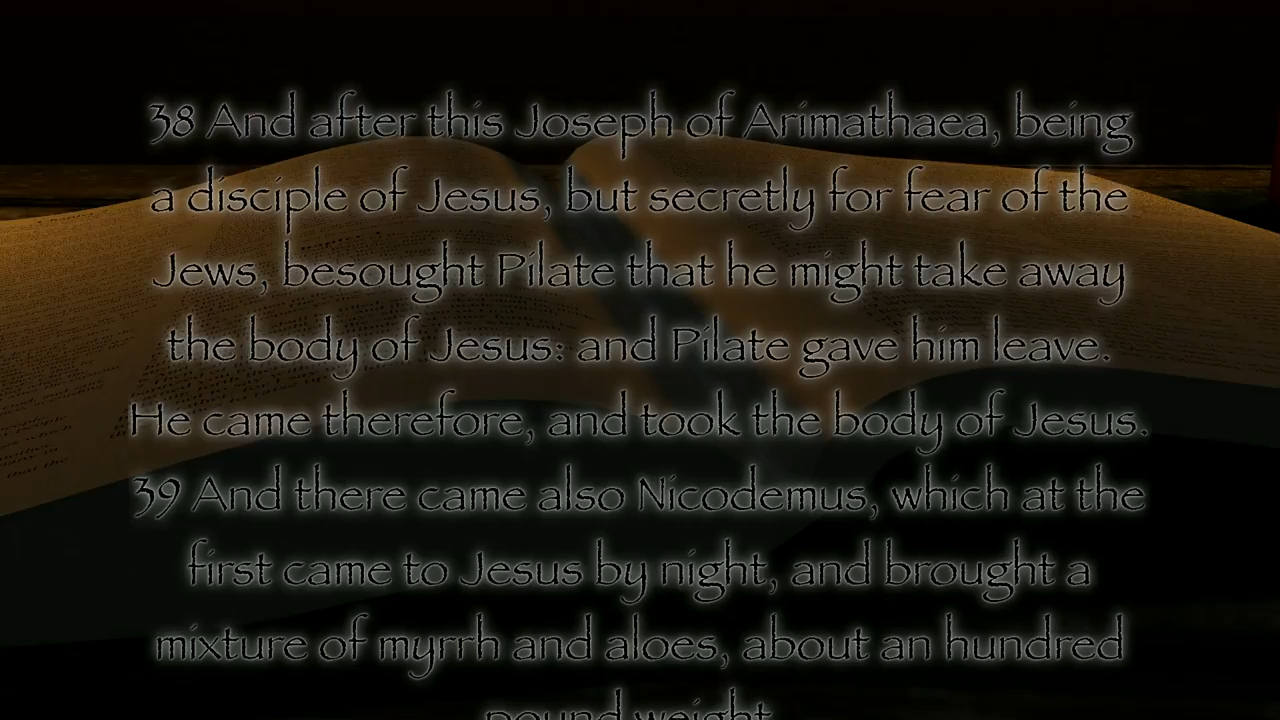 38 And after this Joseph of Arimathaea, being
a disciple of Jesus, but secretly for fear of the
Jews, besought Pilate that he might take away
the body of Jesus: and Pilate gave him leave.
He came therefore, and took the body of Jesus.
39 And there came also Nicodemus, which at the
first came to Jesus by night, and brought a
mixture of myrrh and aloes, about an hundred
pound weight